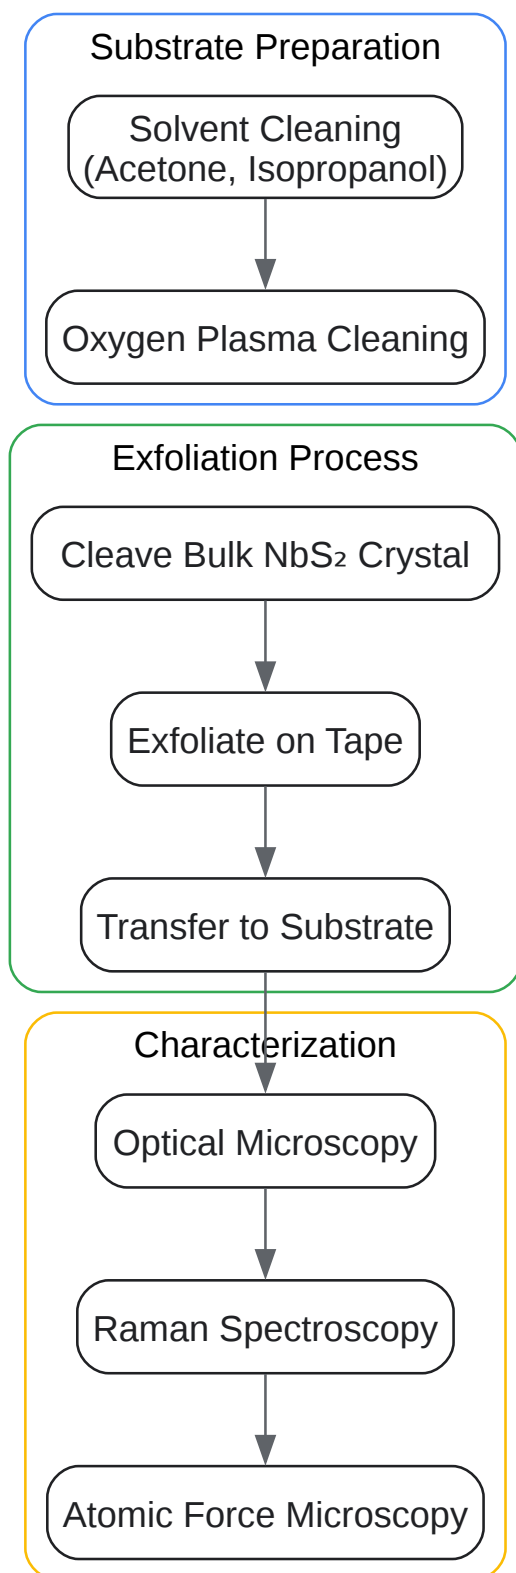 Substrate Preparation
Solvent Cleaning
(Acetone, Isopropanol)
Oxygen Plasma Cleaning
Exfoliation Process
Cleave Bulk NbS₂ Crystal
Exfoliate on Tape
Transfer to Substrate
Characterization
Optical Microscopy
Raman Spectroscopy
Atomic Force Microscopy